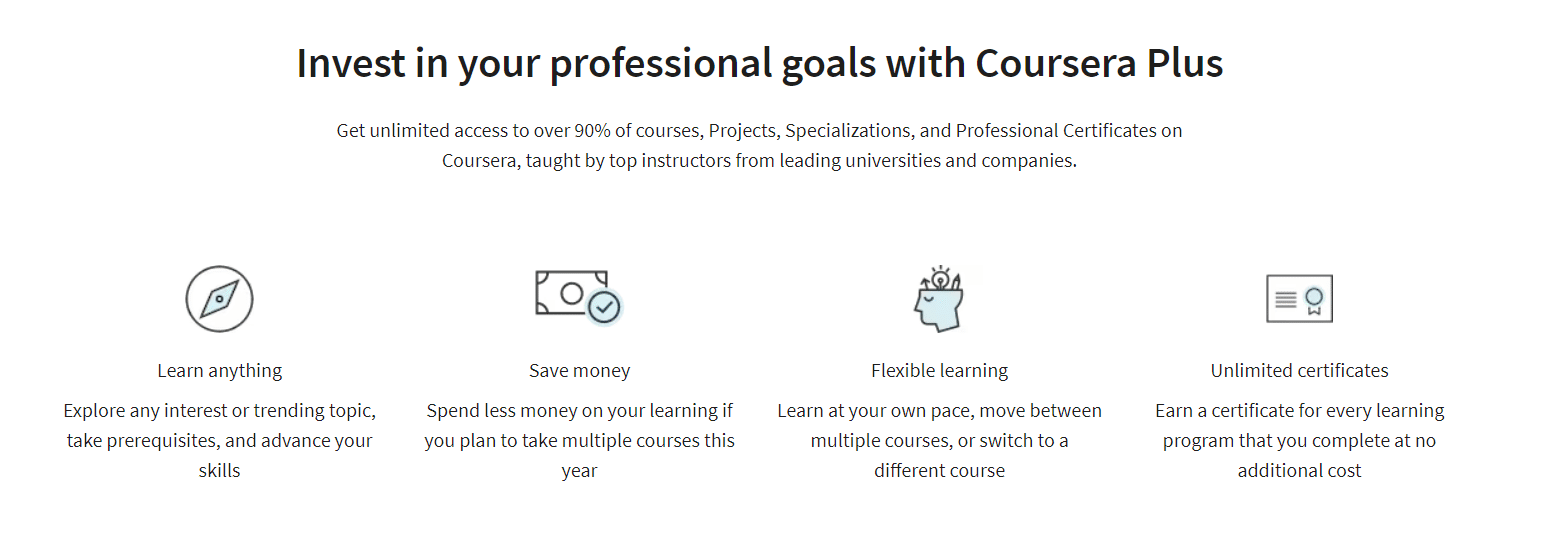 Invest in your professional goals with Coursera Plus
Get unlimited access to over 90% of courses, Projects, Specializations, and Professional Certificates on
Coursera, taught by top instructors from leading universities and companies.
Learn anything
Explore any interest or trending topic,
take prerequisites, and advance your
skills
Save money
Spend less money on your learning if
you plan to take multiple courses this
year
Flexible learning
Learn at your own pace, move between
multiple courses, or switch to a
different course
Unlimited certificates
Earn a certificate for every learning
program that you complete at no
additional cost